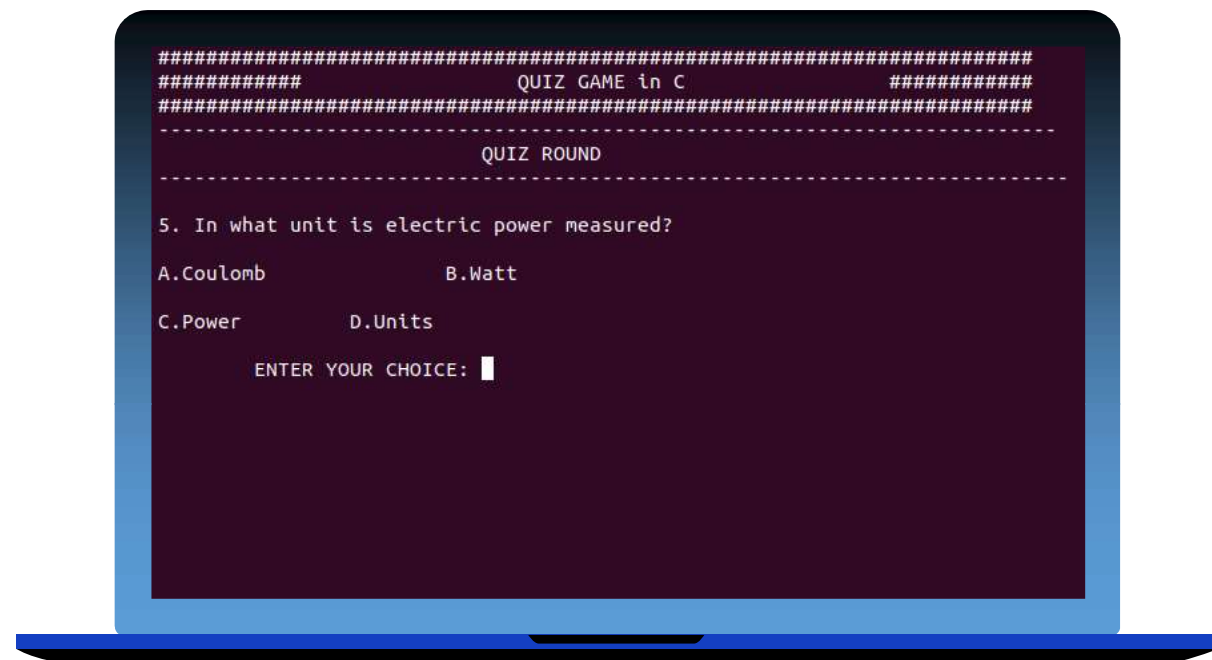 #########################################################################
############ QUIZ GAME in C ############
#########################################################################
---------------------------------------------------------------------------
QUIZ ROUND
----------------------------------------------------------------------------
5. In what unit is electric power measured?
A.Coulomb B.Watt
C.Power D.Units
ENTER YOUR CHOICE: